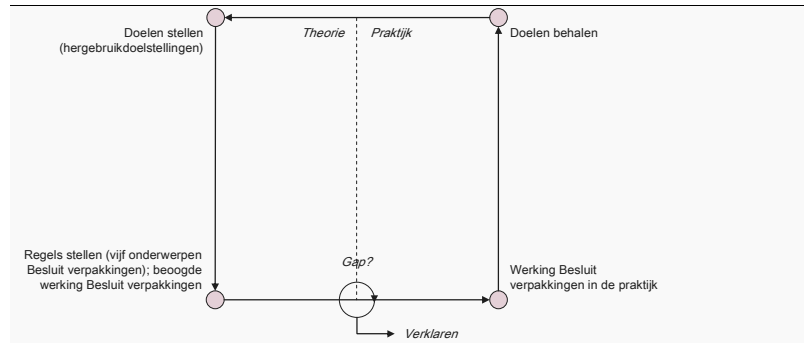 Doelen stellen
(hergebruikdoelstellingen)
Theorie
Praktijk
Doelen behalen
Regels stellen (vijf onderwerpen
Besluit verpakkingen); beoogde
werking Besluit verpakkingen
Gap?
Werking Besluit
verpakkingen in de praktijk
Verklaren